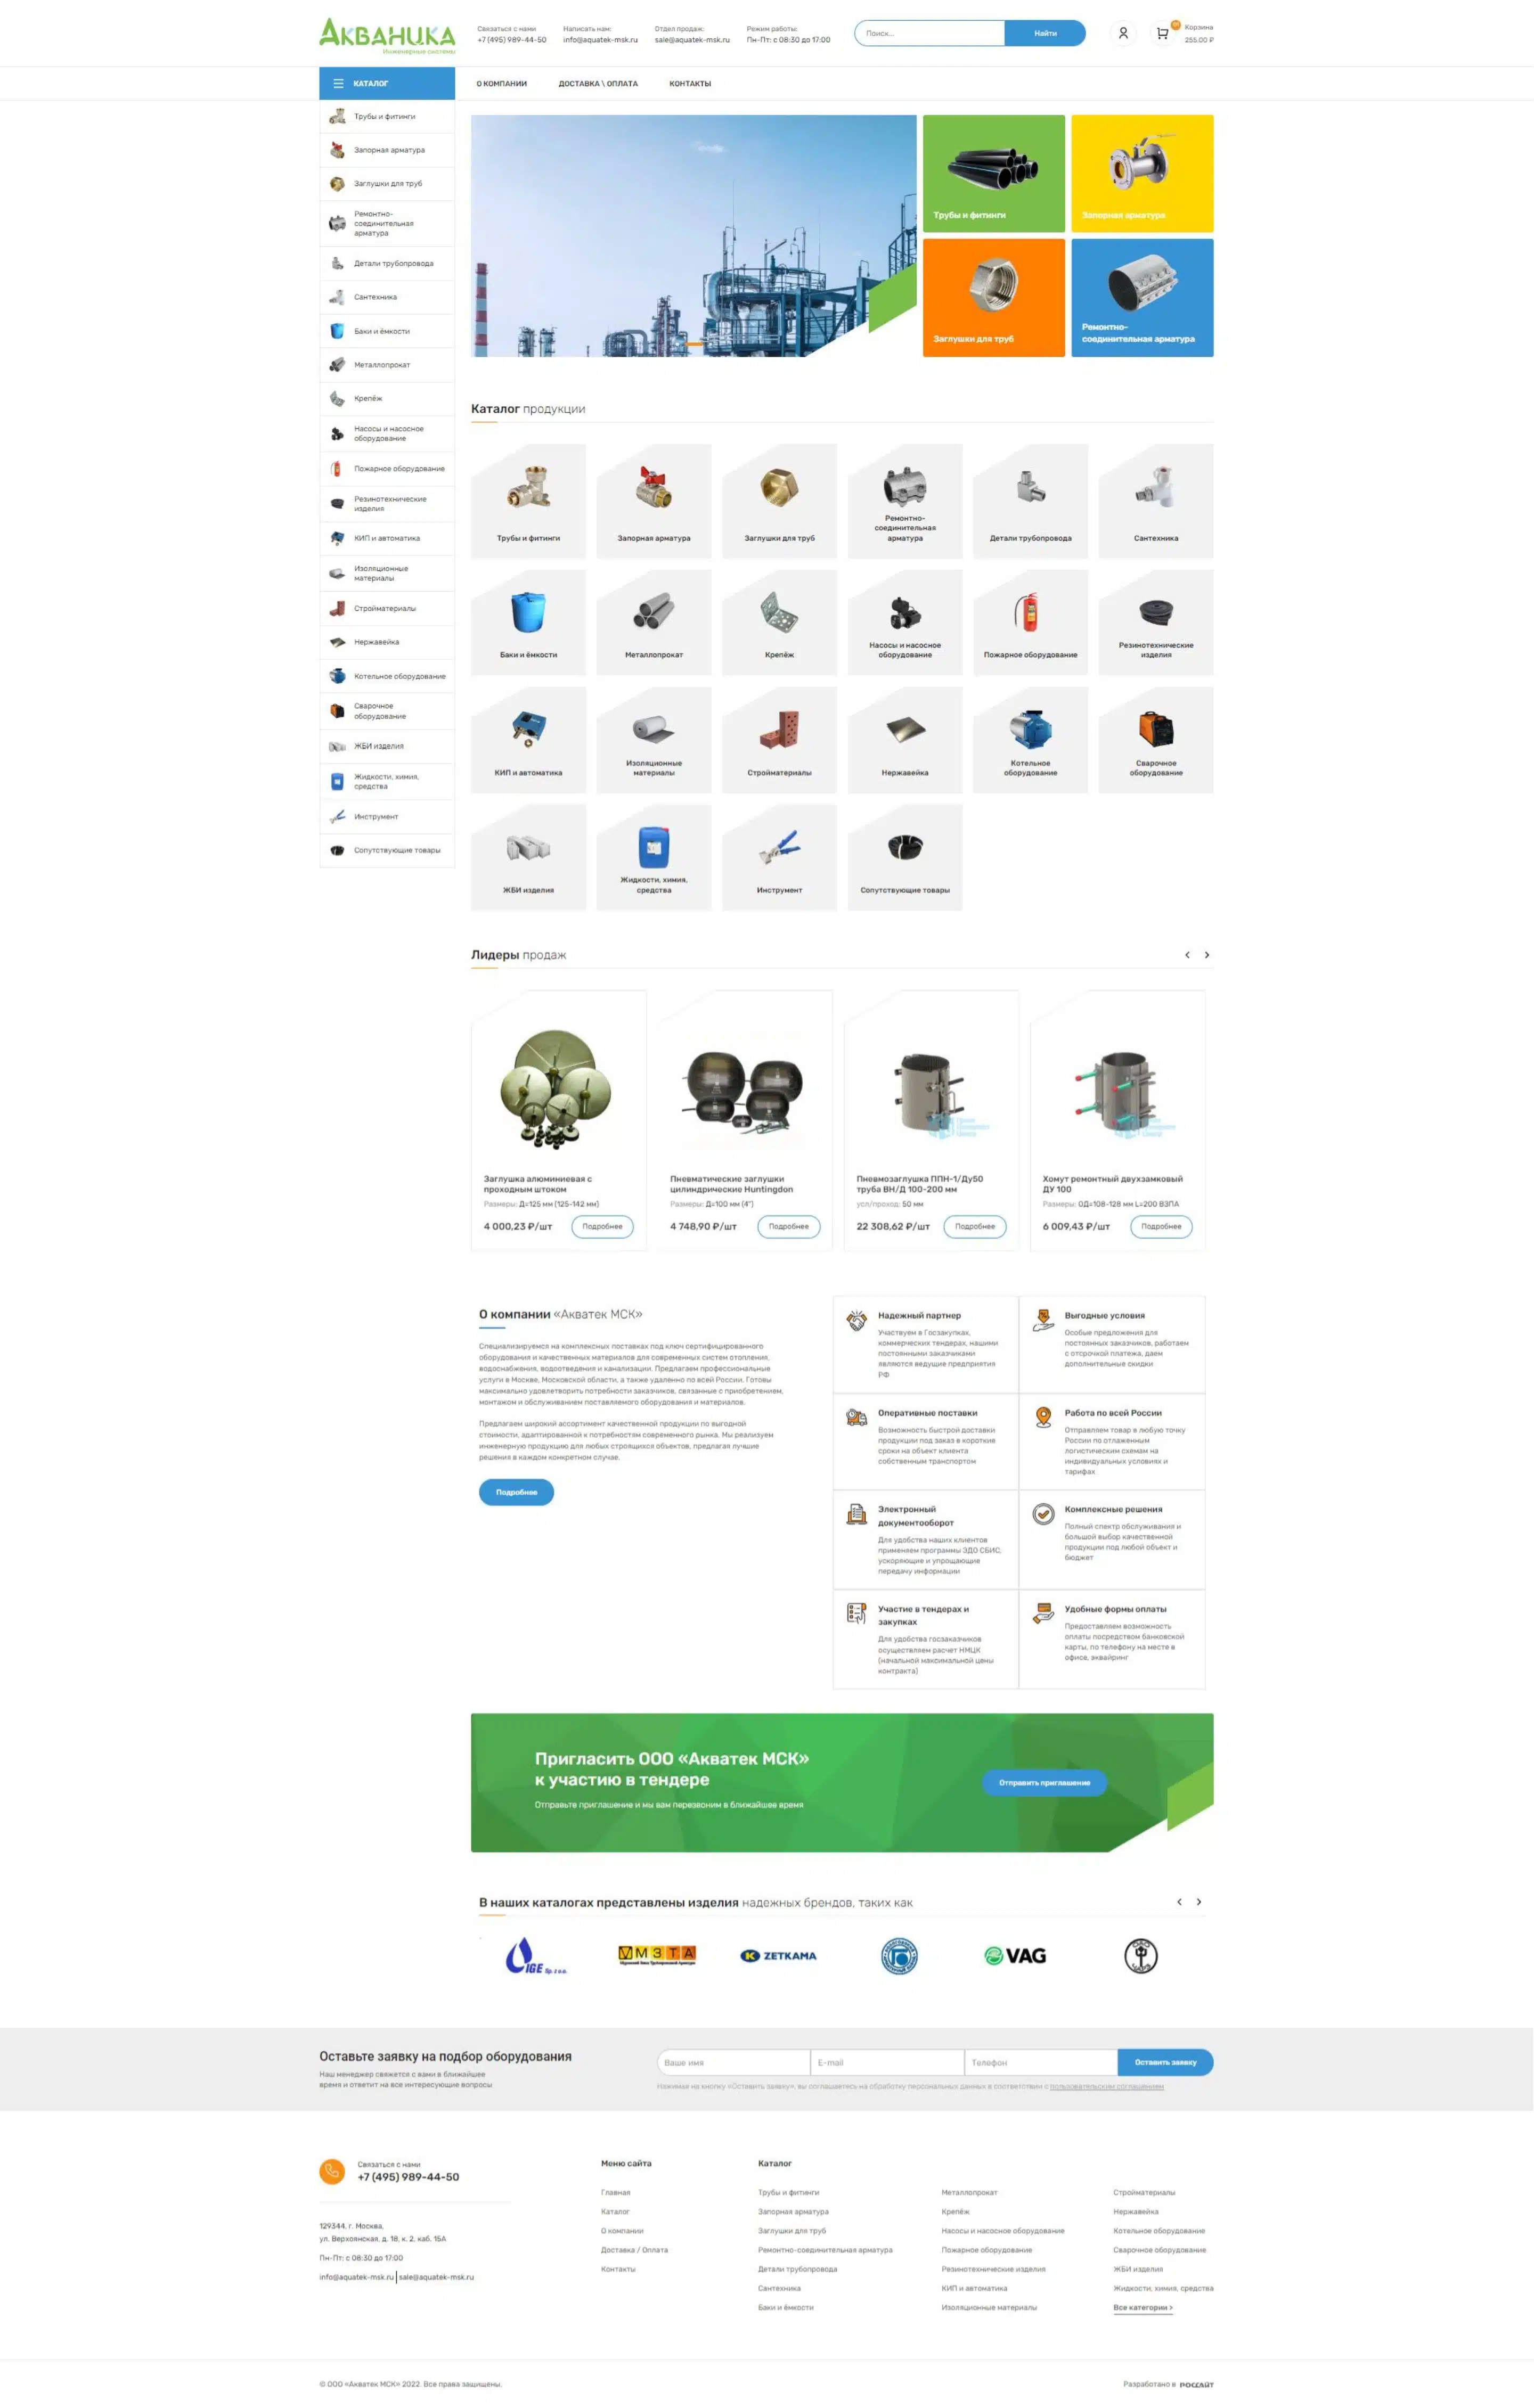 АКВАНИКА
Инженерные системы
Связаться с нами
+7 (495) 989-44-50
Написать нам:
info@aquatek-msk.ru
Отдел продаж:
sale@aquatek-msk.ru
Режим работы:
Пн-Пт: с 08:30 до 17:00
Поиск...
Найти
Корзина
255,00 ₽
КАТАЛОГ
О КОМПАНИИ
ДОСТАВКА \ ОПЛАТА
КОНТАКТЫ
Трубы и фитинги
Запорная арматура
Заглушки для труб
Ремонтно-
соединительная
арматура
Детали трубопровода
Сантехника
Баки и ёмкости
Металлопрокат
Крепёж
Насосы и насосное
оборудование
Пожарное оборудование
Резинотехнические
изделия
КИП и автоматика
Изоляционные
материалы
Стройматериалы
Нержавейка
Котельное оборудование
Сварочное
оборудование
ЖБИ изделия
Жидкости, химия,
средства
Инструмент
Сопутствующие товары
Трубы и фитинги
Запорная арматура
Заглушки для труб
Ремонтно-
соединительная арматура
Каталог продукции
Трубы и фитинги
Запорная арматура
Заглушки для труб
Ремонтно-
соединительная
арматура
Детали трубопровода
Сантехника
Баки и ёмкости
Металлопрокат
Крепёж
Насосы и насосное
оборудование
Пожарное оборудование
Резинотехнические
изделия
КИП и автоматика
Изоляционные
материалы
Стройматериалы
Нержавейка
Котельное
оборудование
Сварочное
оборудование
ЖБИ изделия
Жидкости, химия,
средства
Инструмент
Сопутствующие товары
Лидеры продаж
Заглушка алюминиевая с
проходным штоком
Размеры: Д=125 мм (125-142 мм)
4 000,23 ₽/шт
Подробнее
Пневматические заглушки
цилиндрические Huntingdon
Размеры: Д=100 мм (4")
4 748,90 ₽/шт
Подробнее
Пневмозаглушка ППН-1/Ду50
труба ВН/Д 100-200 мм
усл/проход: 50 мм
22 308,62 ₽/шт
Подробнее
Хомут ремонтный двухзамковый
ДУ 100
Размеры: ОД=108-128 мм L=200 ВЗПА
6 009,43 ₽/шт
Подробнее
О компании «Акватек МСК»
Специализируемся на комплексных поставках под ключ сертифицированного
оборудования и качественных материалов для современных систем отопления,
водоснабжения, водоотведения и канализации. Предлагаем профессиональные
услуги в Москве, Московской области, а также удаленно по всей России. Готовы
максимально удовлетворить потребности заказчиков, связанные с приобретением,
монтажом и обслуживанием поставляемого оборудования и материалов.
Предлагаем широкий ассортимент качественной продукции по выгодной
стоимости, адаптированной к потребностям современного рынка. Мы реализуем
инженерную продукцию для любых строящихся объектов, предлагая лучшие
решения в каждом конкретном случае.
Подробнее
Надежный партнер
Участвуем в Госзакупках,
коммерческих тендерах, нашими
постоянными заказчиками
являются ведущие предприятия
РФ
Выгодные условия
Особые предложения для
постоянных заказчиков, работаем
с отсрочкой платежа, даем
дополнительные скидки
Оперативные поставки
Возможность быстрой доставки
продукции под заказ в короткие
сроки на объект клиента
собственным транспортом
Работа по всей России
Отправляем товар в любую точку
России по отлаженным
логистическим схемам на
индивидуальных условиях и
тарифах
Электронный
документооборот
Для удобства наших клиентов
применяем программы ЭДО СБИС,
ускоряющие и упрощающие
передачу информации
Комплексные решения
Полный спектр обслуживания и
большой выбор качественной
продукции под любой объект и
бюджет
Участие в тендерах и
закупках
Для удобства госзаказчиков
осуществляем расчет НМЦК
(начальной максимальной цены
контракта)
Удобные формы оплаты
Предоставляем возможность
оплаты посредством банковской
карты, по телефону на месте в
офисе, эквайринг
Пригласить ООО «Акватек МСК»
к участию в тендере
Отправьте приглашение и мы вам перезвоним в ближайшее время
Отправить приглашение
В наших каталогах представлены изделия надежных брендов, таких как
IGE Sp. z o.o.
МЗТА
ZETKAMA
VAG
Оставьте заявку на подбор оборудования
Наш менеджер свяжется с вами в ближайшее
время и ответит на все интересующие вопросы
Ваше имя
E-mail
Телефон
Оставить заявку
Нажимая на кнопку «Оставить заявку», вы соглашаетесь на обработку персональных данных в соответствии с пользовательским соглашением
Связаться с нами
+7 (495) 989-44-50
129344, г. Москва,
ул. Верхоянская, д. 18, к. 2, каб. 15А
Пн-Пт: с 08:30 до 17:00
info@aquatek-msk.ru | sale@aquatek-msk.ru
Меню сайта
Главная
Каталог
О компании
Доставка / Оплата
Контакты
Каталог
Трубы и фитинги
Запорная арматура
Заглушки для труб
Ремонтно-соединительная арматура
Детали трубопровода
Сантехника
Баки и ёмкости
Металлопрокат
Крепёж
Насосы и насосное оборудование
Пожарное оборудование
Резинотехнические изделия
КИП и автоматика
Изоляционные материалы
Стройматериалы
Нержавейка
Котельное оборудование
Сварочное оборудование
ЖБИ изделия
Жидкости, химия, средства
Все категории >
© ООО «Акватек МСК» 2022. Все права защищены.
Разработано в РОССАЙТ